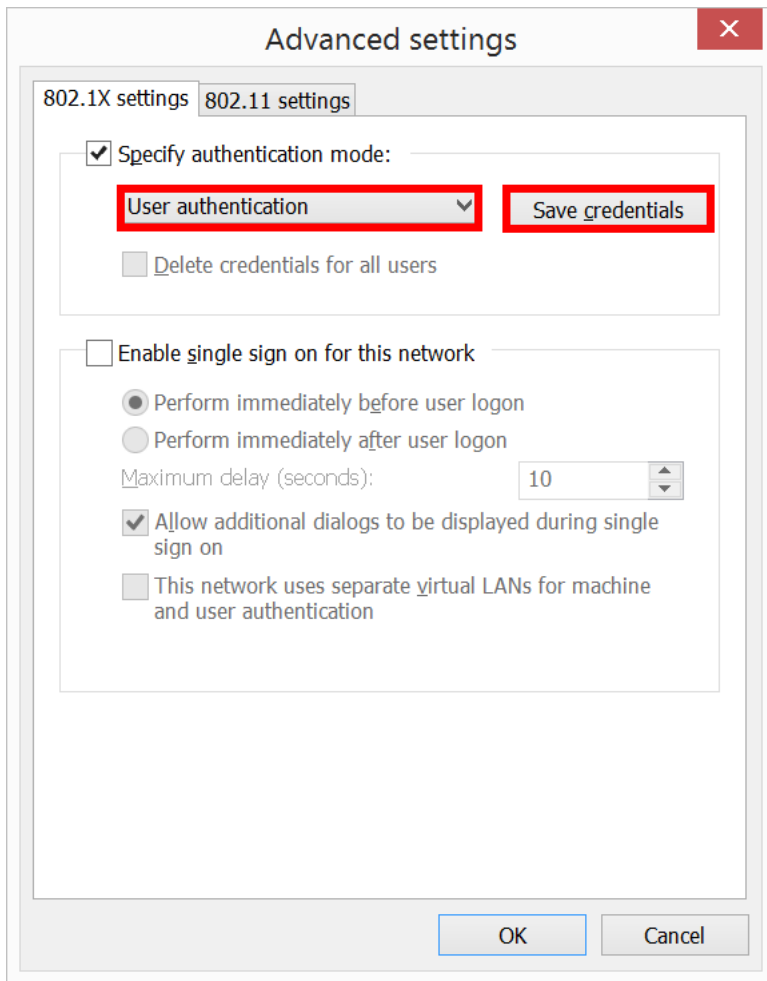 Advanced settings
802.1X settings
802.11 settings
Specify authentication mode:
User authentication
Save credentials
Delete credentials for all users
Enable single sign on for this network
Perform immediately before user logon
Perform immediately after user logon
Maximum delay (seconds):
10
Allow additional dialogs to be displayed during single
sign on
This network uses separate virtual LANs for machine
and user authentication
OK
Cancel